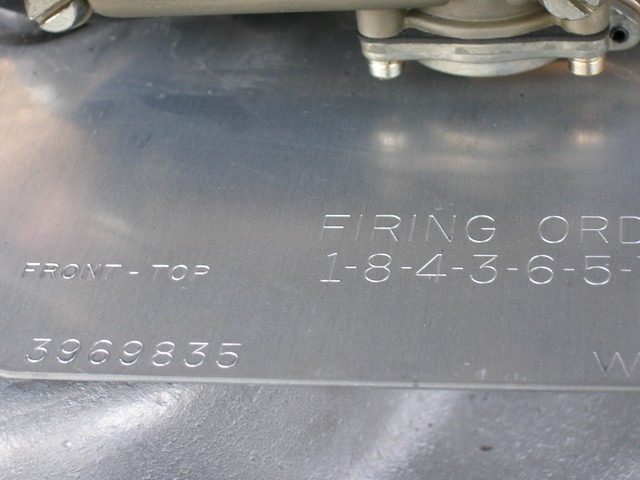 FIRING ORD
1-8-4-3-6-5-
FRONT-TOP
3969835
W